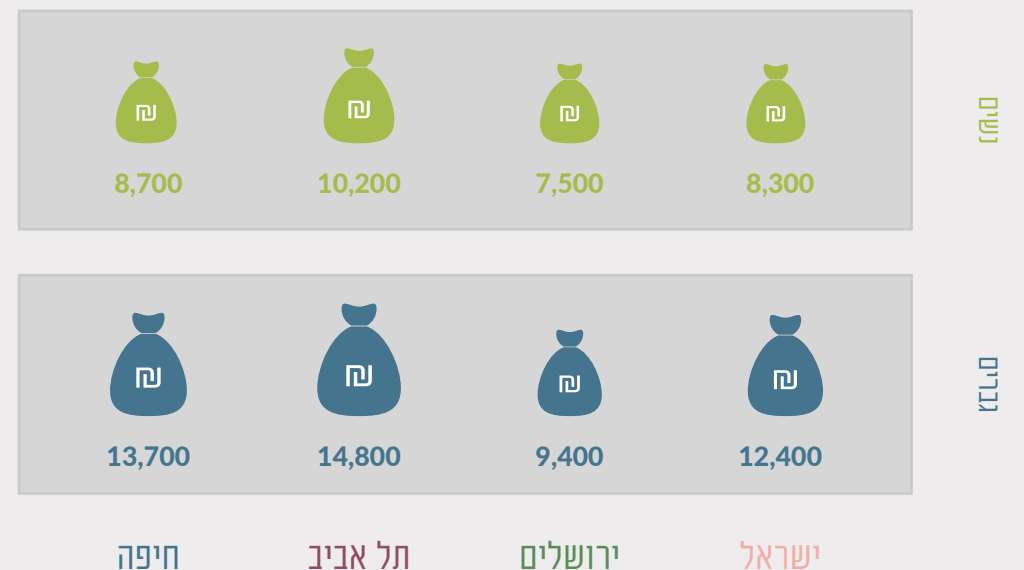 נשים
₪ ₪ ₪ ₪
8,300 7,500 10,200 8,700
גברים
₪ ₪ ₪ ₪
12,400 9,400 14,800 13,700
ישראל ירושלים תל אביב חיפה